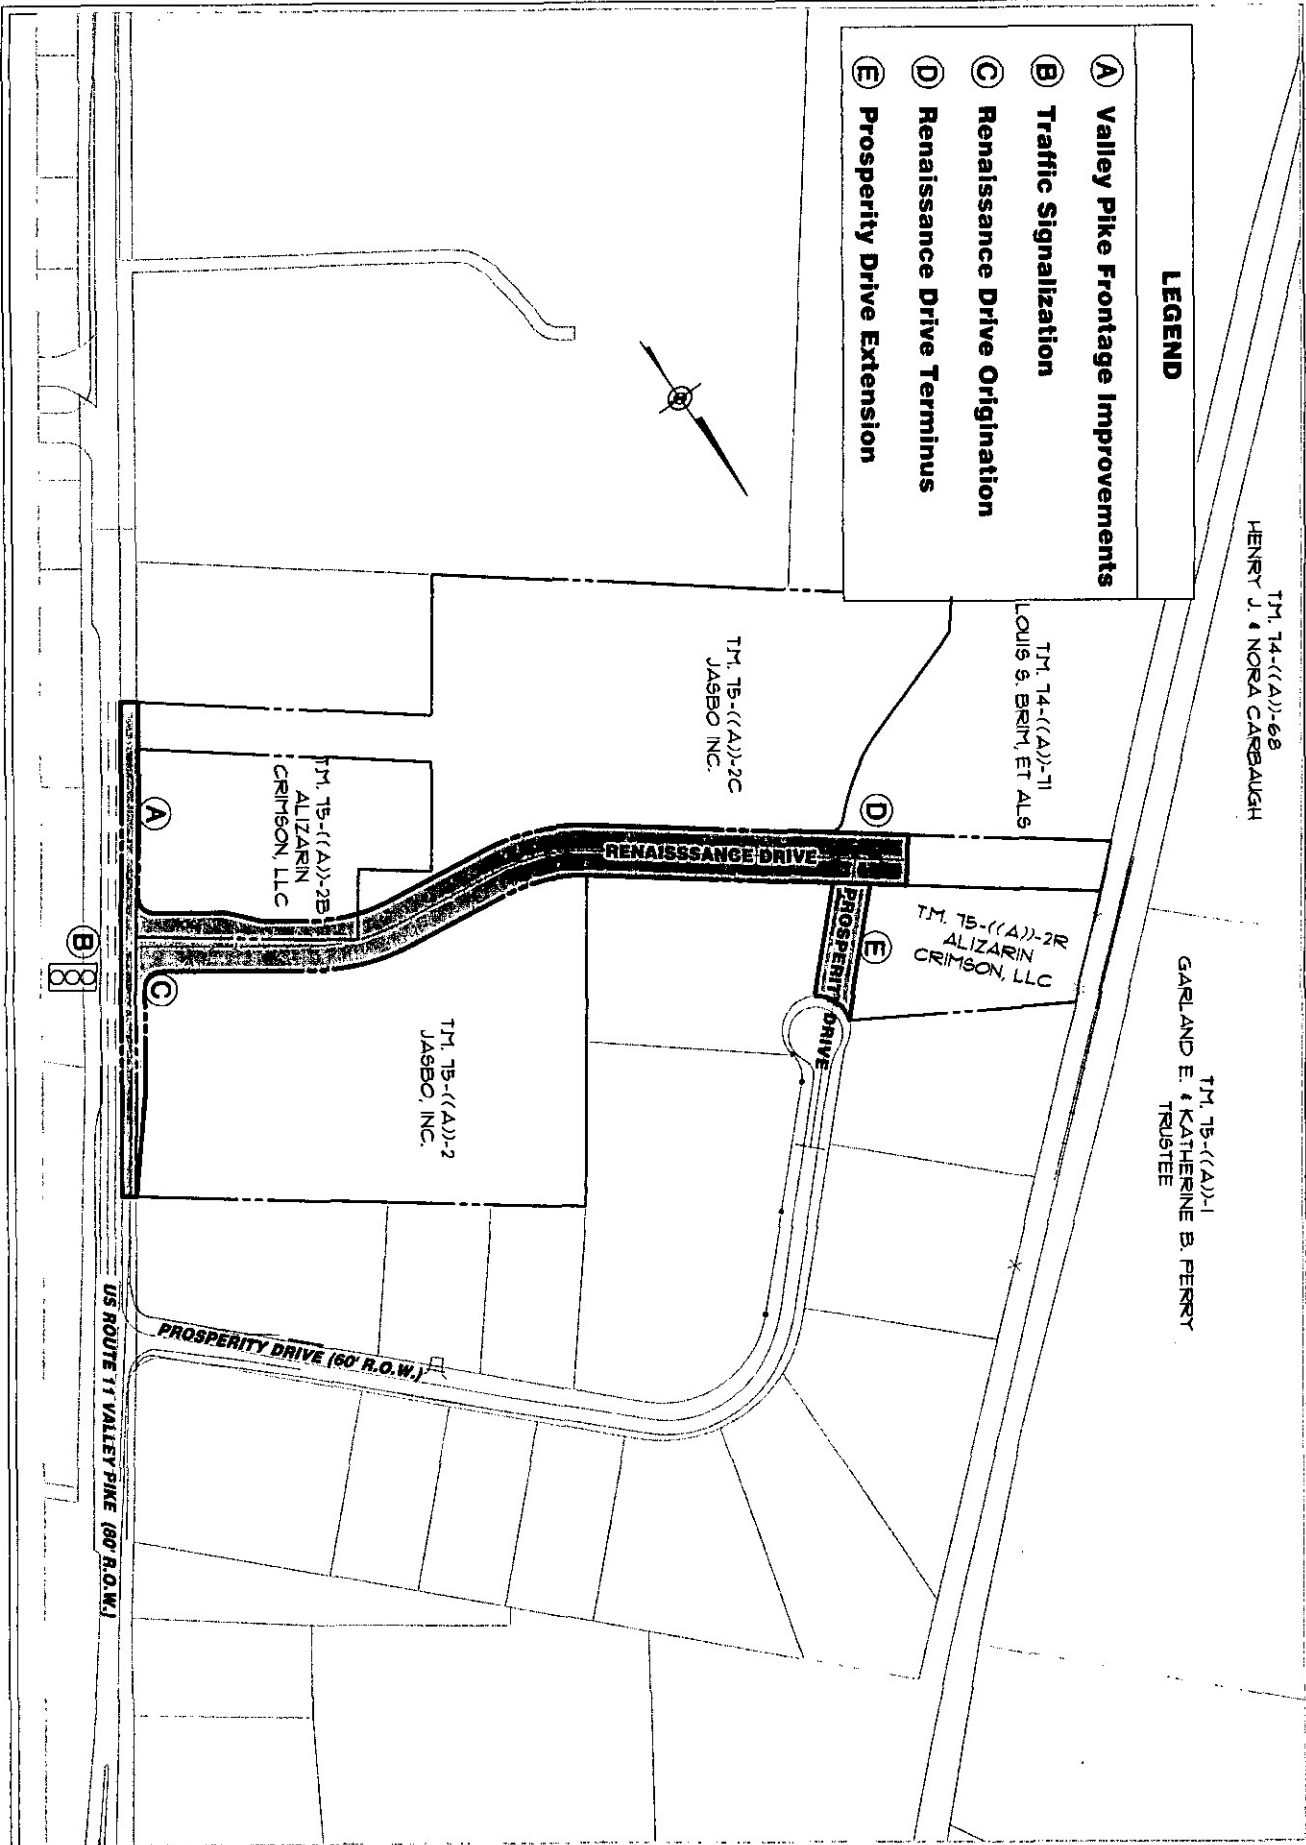 LEGEND
A Valley Pike Frontage Improvements
B Traffic Signalization
C Renaissance Drive Origination
D Renaissance Drive Terminus
E Prosperity Drive Extension
T.M. 74-((A))-68
HENRY J. & NORA CARBAUGH
T.M. 75-((A))-1
GARLAND E. & KATHERINE B. PERRY
TRUSTEE
T.M. 74-((A))-71
LOUIS S. BRIM, ET ALS
T.M. 75-((A))-2R
ALIZARIN
CRIMSON, LLC
D
E
RENAISSSANCE DRIVE
PROSPERITY
DRIVE
T.M. 75-((A))-2C
JASBO INC.
T.M. 75-((A))-2
JASBO, INC.
T.M. 75-((A))-2B
ALIZARIN
CRIMSON, LLC
PROSPERITY DRIVE (60' R.O.W.)
A
C
B
US ROUTE 11 VALLEY PIKE (80' R.O.W.)